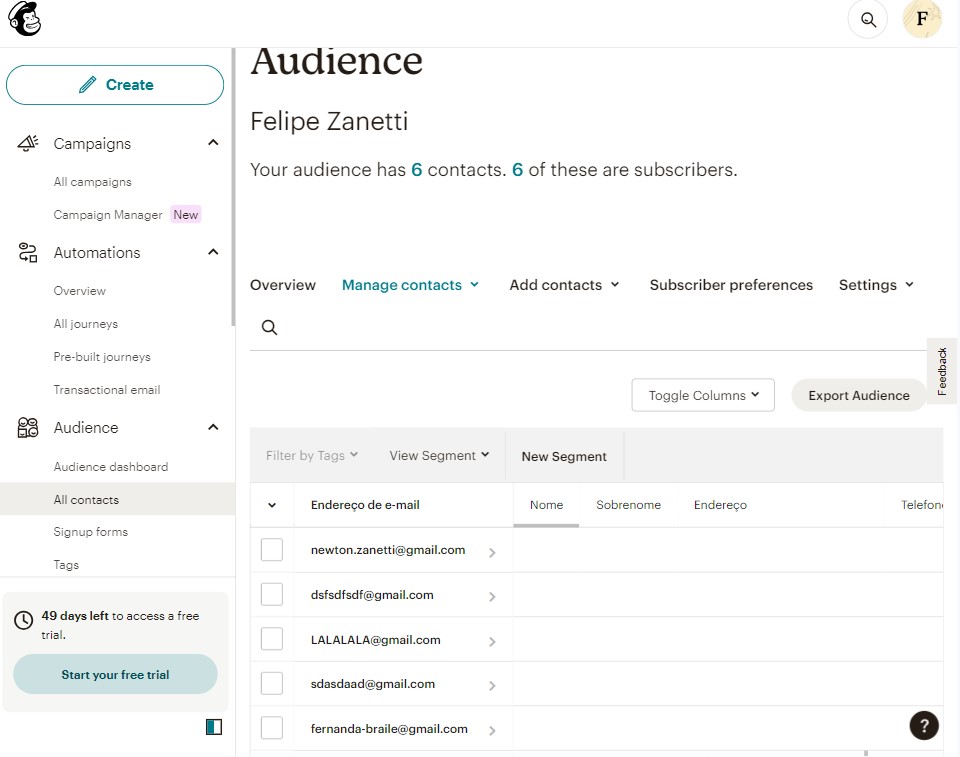 F
Create
Campaigns
All campaigns
Campaign Manager New
Automations
Overview
All journeys
Pre-built journeys
Transactional email
Audience
Audience dashboard
All contacts
Signup forms
Tags
49 days left to access a free
trial.
Start your free trial
Audience
Felipe Zanetti
Your audience has 6 contacts. 6 of these are subscribers.
Overview Manage contacts Add contacts Subscriber preferences Settings
Feedback
Toggle Columns Export Audience
Filter by Tags View Segment New Segment
Endereço de e-mail Nome Sobrenome Endereço Telefon
newton.zanetti@gmail.com
dsfsdfsdf@gmail.com
LALALALA@gmail.com
sdasdaad@gmail.com
fernanda-braile@gmail.com
?